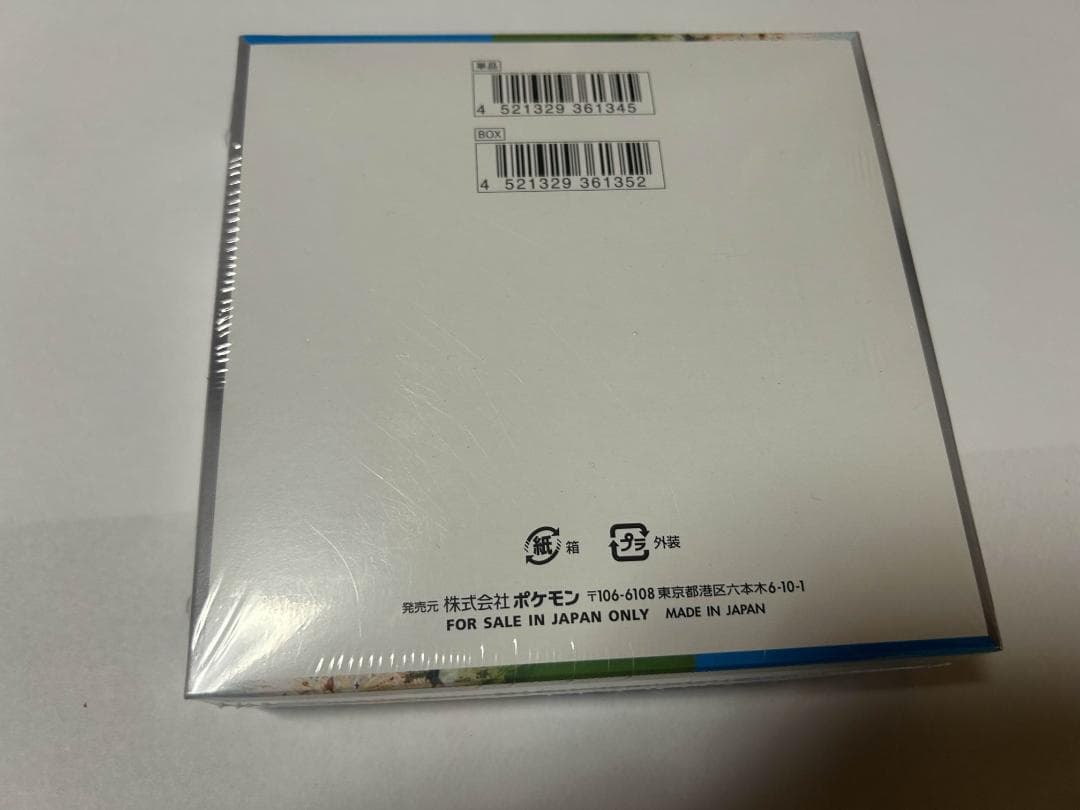 単品
4 521329 361345
BOX
4 521329 361352
紙 箱 プラ 外装
発売元 株式会社 ポケモン 〒106-6108 東京都港区六本木6-10-1
FOR SALE IN JAPAN ONLY MADE IN JAPAN